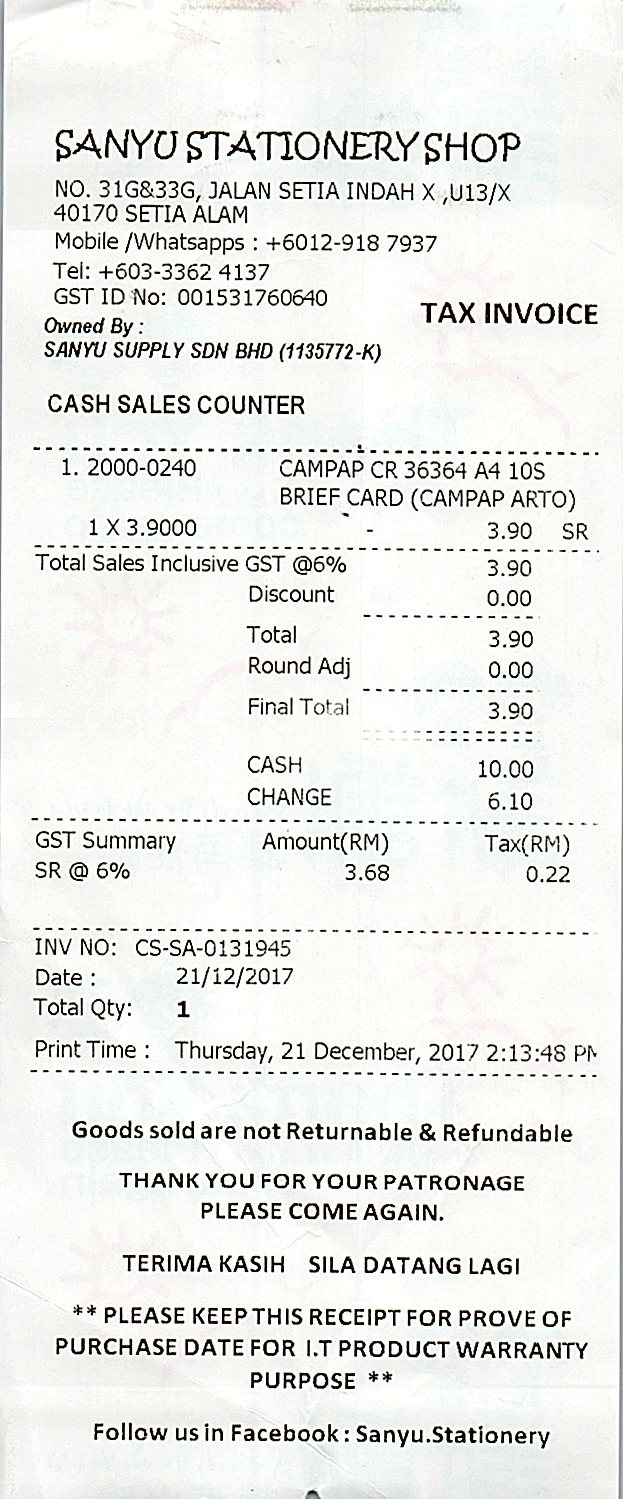 SANYU STATIONERY SHOP
NO. 31G&33G, JALAN SETIA INDAH X ,U13/X
40170 SETIA ALAM
Mobile /Whatsapps : +6012-918 7937
Tel: +603-3362 4137
GST ID No: 001531760640
TAX INVOICE
Owned By :
SANYU SUPPLY SDN BHD (1135772-K)
CASH SALES COUNTER
1. 2000-0240 CAMPAP CR 36364 A4 10S
BRIEF CARD (CAMPAP ARTO)
1 X 3.9000 - 3.90 SR
Total Sales Inclusive GST @6% 3.90
Discount 0.00
Total 3.90
Round Adj 0.00
Final Total 3.90
CASH 10.00
CHANGE 6.10
GST Summary Amount(RM) Tax(RM)
SR @ 6% 3.68 0.22
INV NO: CS-SA-0131945
Date : 21/12/2017
Total Qty: 1
Print Time : Thursday, 21 December, 2017 2:13:48 PM
Goods sold are not Returnable & Refundable
THANK YOU FOR YOUR PATRONAGE
PLEASE COME AGAIN.
TERIMA KASIH SILA DATANG LAGI
** PLEASE KEEP THIS RECEIPT FOR PROVE OF
PURCHASE DATE FOR I.T PRODUCT WARRANTY
PURPOSE **
Follow us in Facebook : Sanyu.Stationery